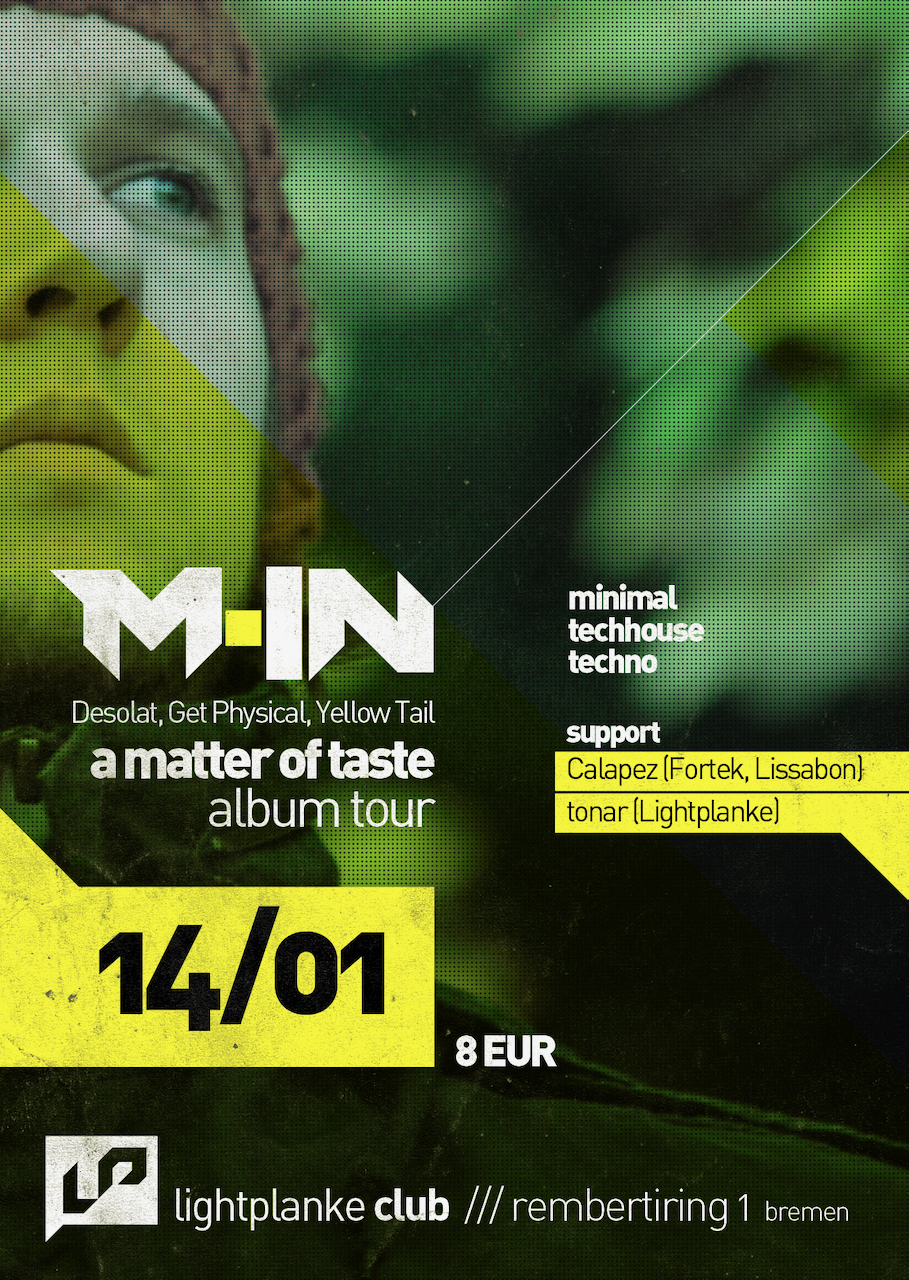 M·IN
Desolat, Get Physical, Yellow Tail
a matter of taste
album tour
14/01
8 EUR
minimal
techhouse
techno
support
Calapez (Fortek, Lissabon)
tonar (Lightplanke)
LP
lightplanke club /// rembertiring 1 bremen